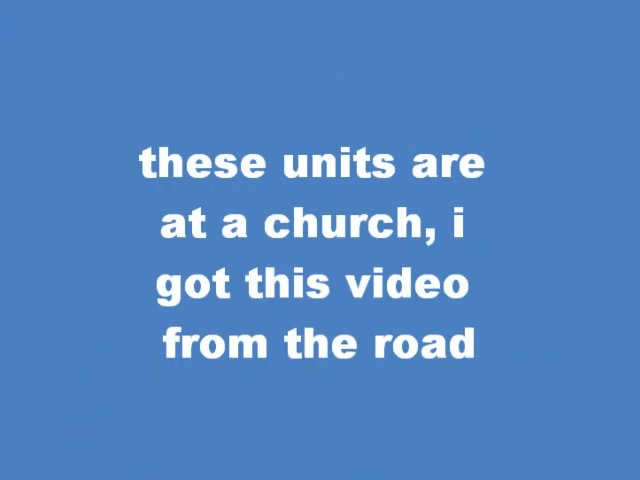 these units are
at a church, i
got this video
from the road